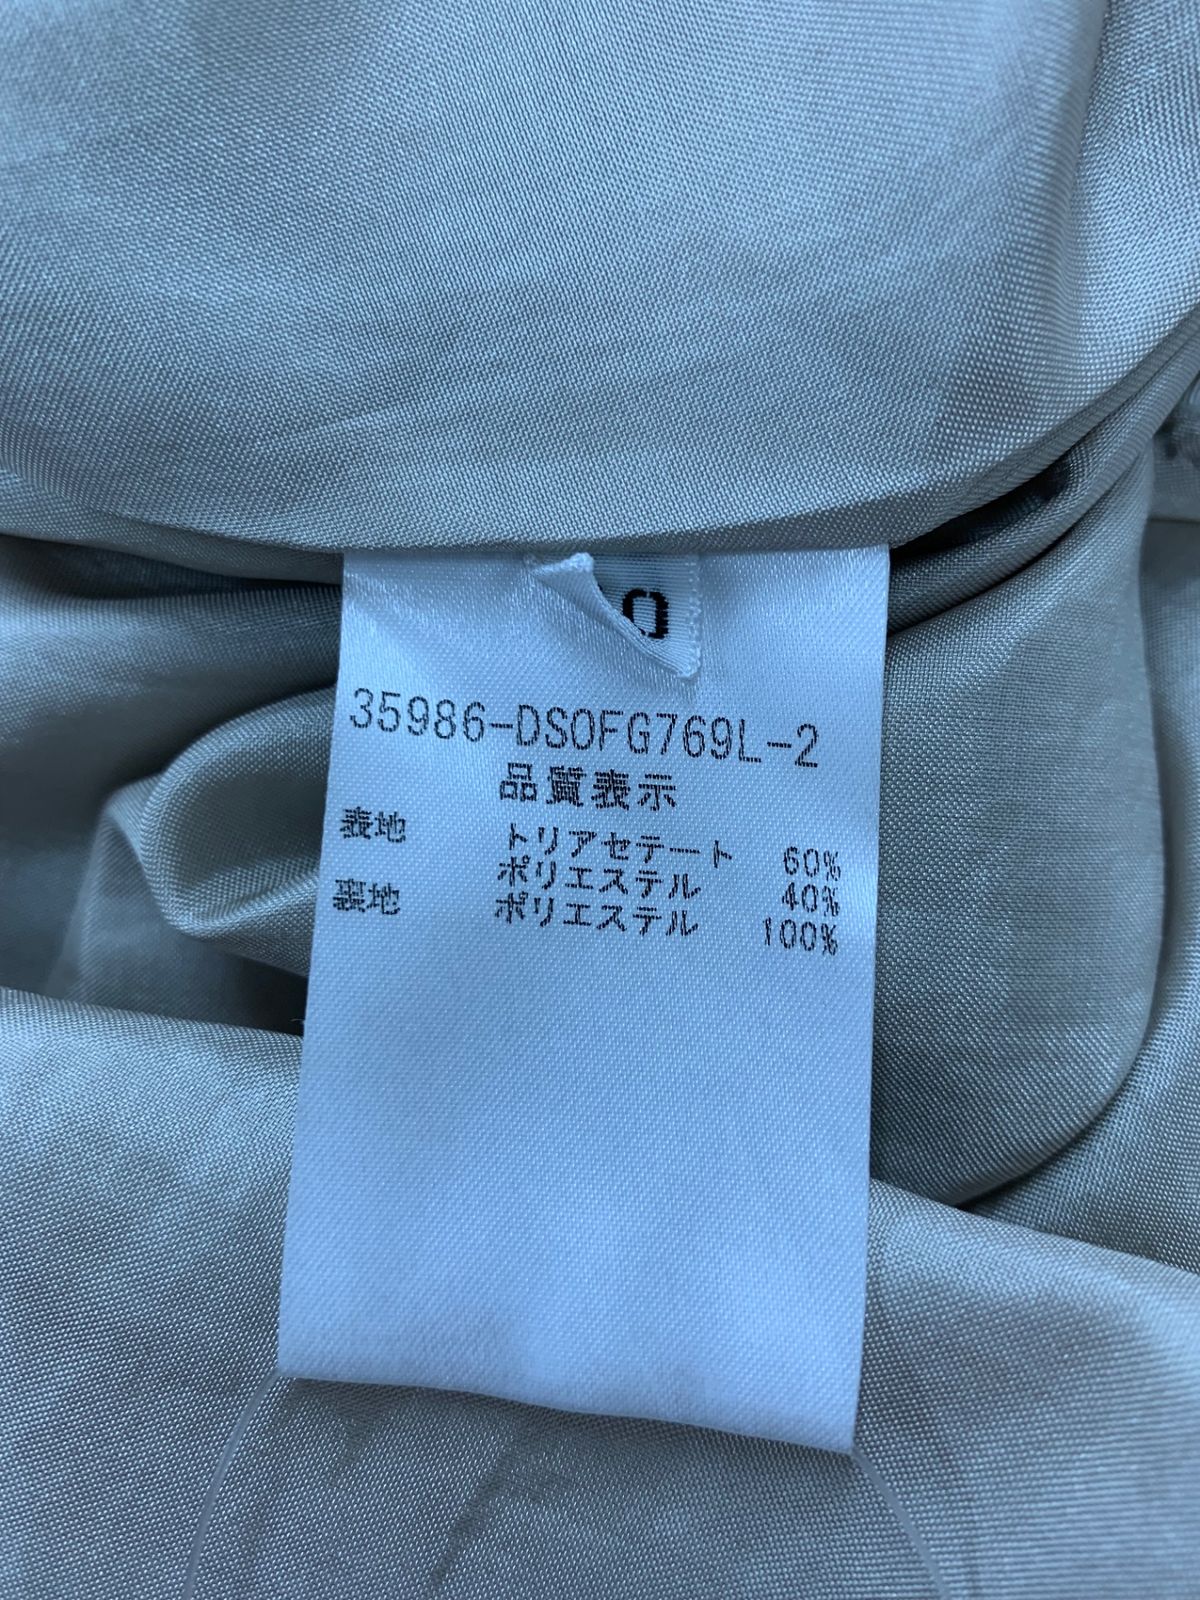 0
35986-DS0FG769L-2
品質表示
表地 トリアセテート 60%
ポリエステル 40%
裏地 ポリエステル 100%